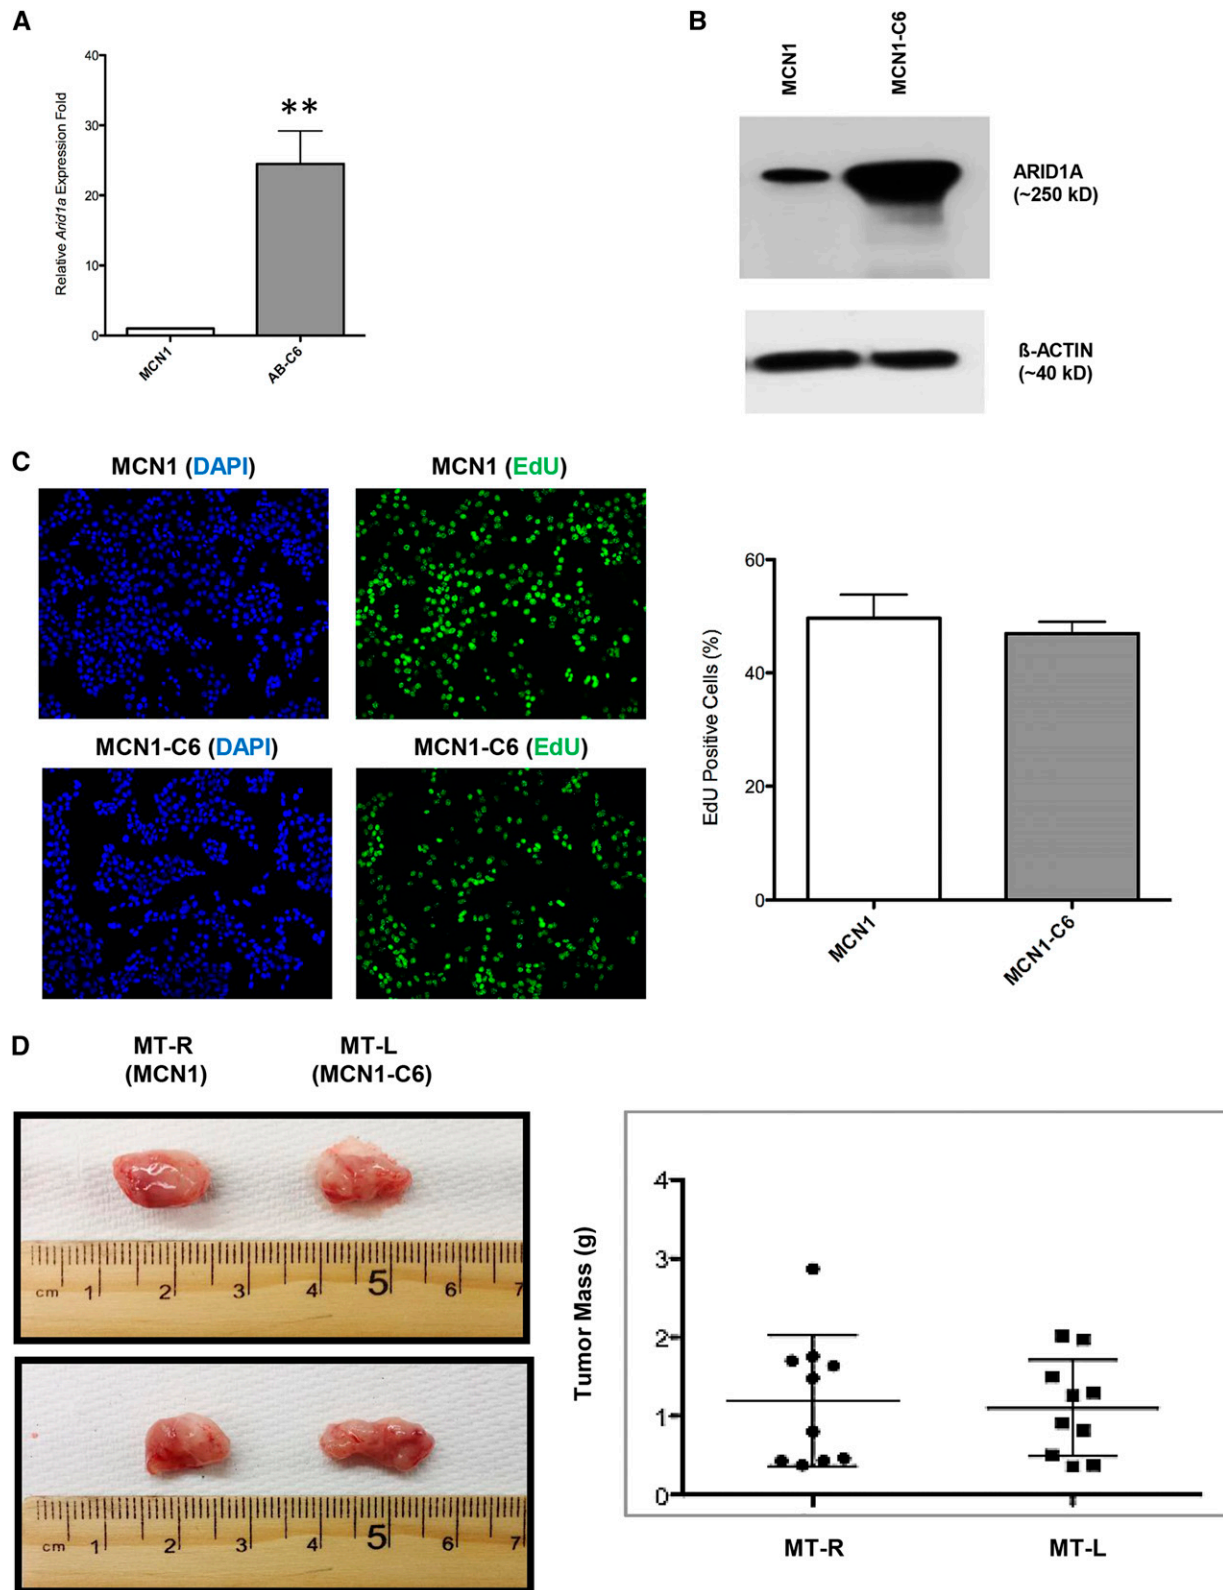 A
Relative Arid1a Expression Fold
40
30
20
10
0
**
MCN1
AB-C6
B
MCN1
MCN1-C6
ARID1A
(~250 kD)
ß-ACTIN
(~40 kD)
C
MCN1 (DAPI)
MCN1 (EdU)
MCN1-C6 (DAPI)
MCN1-C6 (EdU)
EdU Positive Cells (%)
60
40
20
0
MCN1
MCN1-C6
D
MT-R
(MCN1)
MT-L
(MCN1-C6)
cm 1 2 3 4 5 6 7
cm 1 2 3 4 5 6 7
Tumor Mass (g)
4
3
2
1
0
MT-R
MT-L